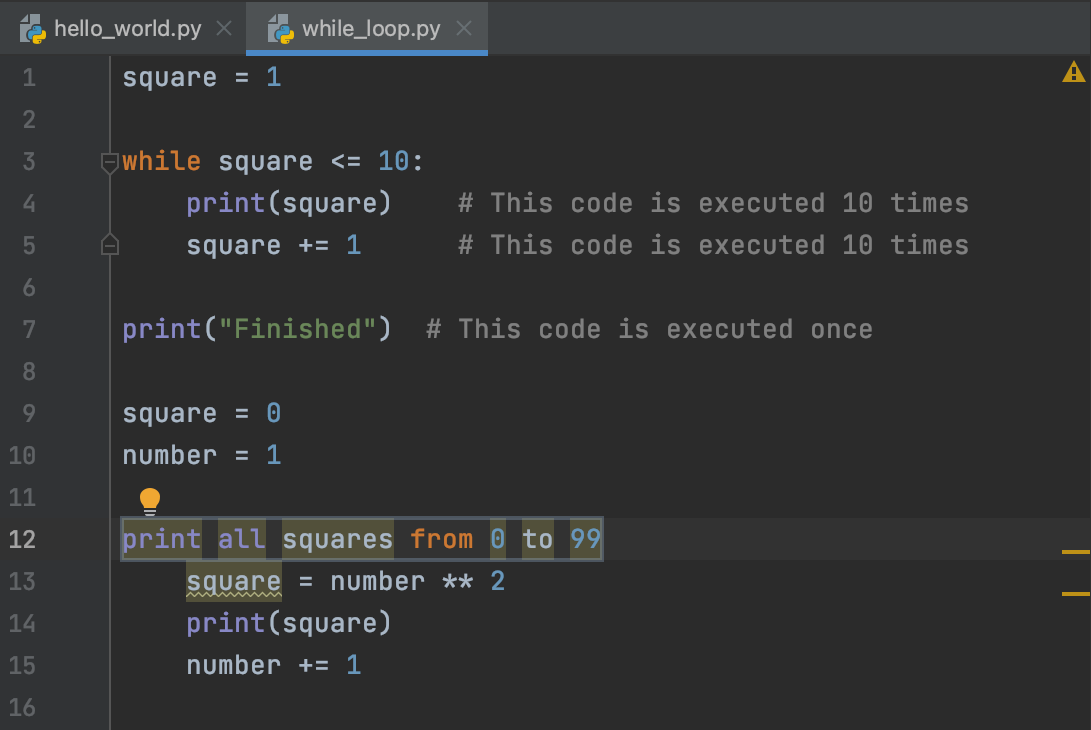 hello_world.py while_loop.py
1 square = 1
2
3 while square <= 10:
4     print(square)    # This code is executed 10 times
5     square += 1      # This code is executed 10 times
6
7 print("Finished")  # This code is executed once
8
9 square = 0
10 number = 1
11
12 print all squares from 0 to 99
13     square = number ** 2
14     print(square)
15     number += 1
16